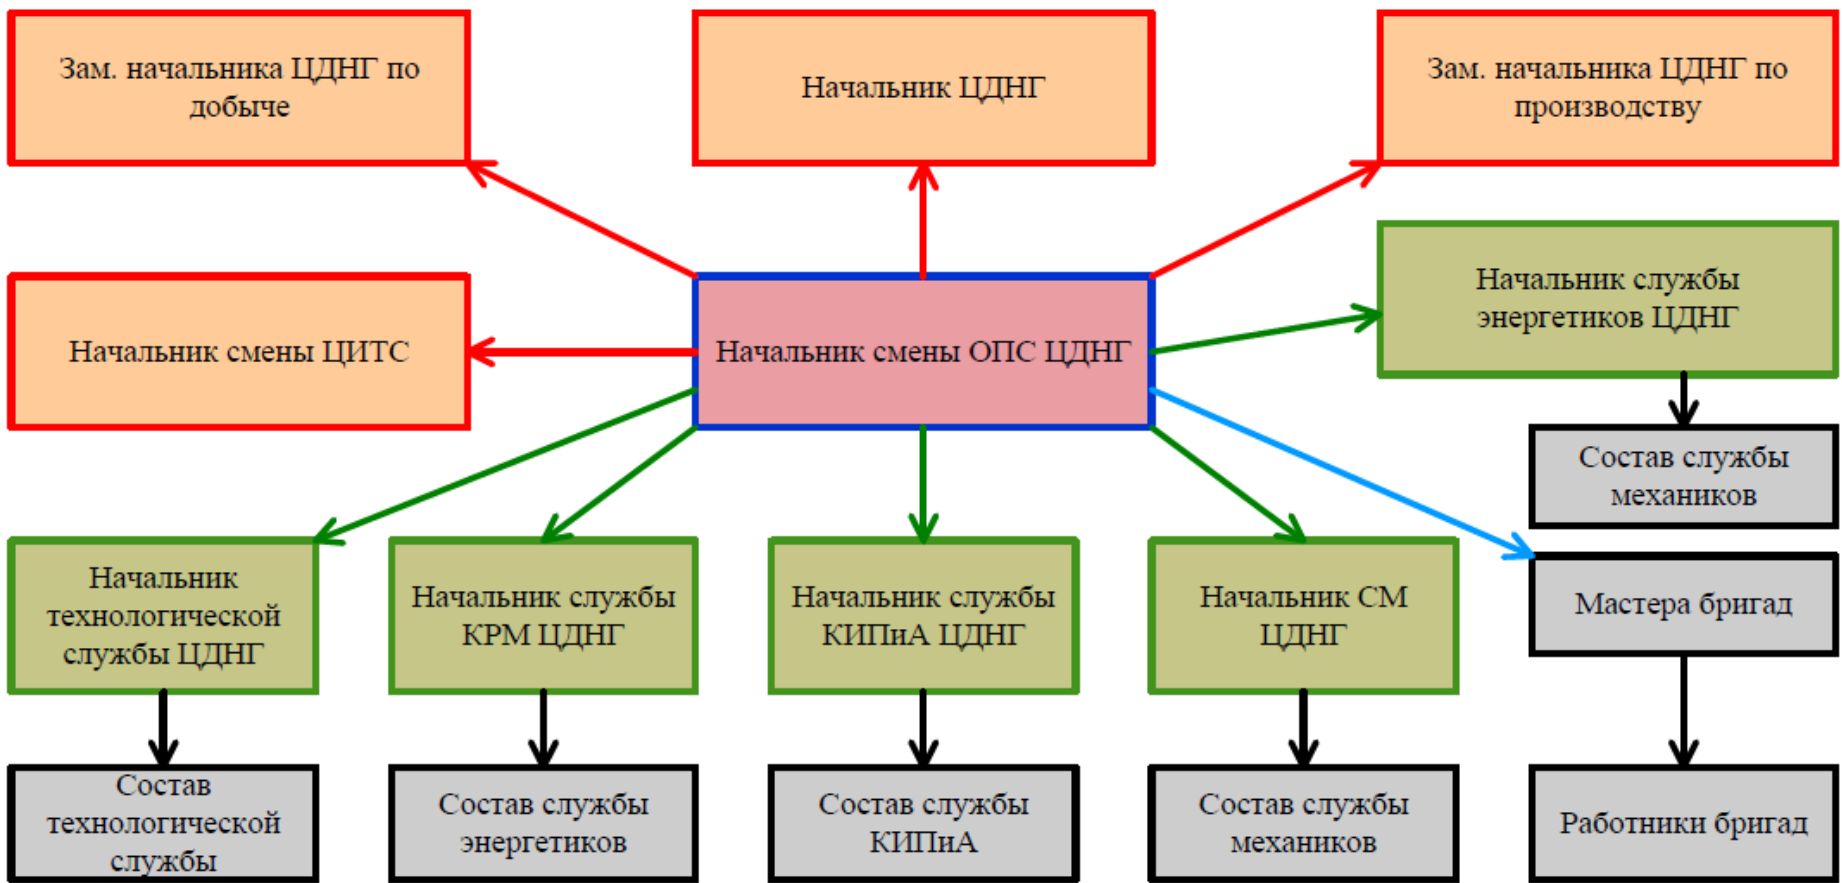 Зам. начальника ЦДНГ по
добыче
Начальник ЦДНГ
Зам. начальника ЦДНГ по
производству
Начальник смены ЦИТС
Начальник смены ОПС ЦДНГ
Начальник службы
энергетиков ЦДНГ
Состав службы
механиков
Начальник
технологической
службы ЦДНГ
Начальник службы
КРМ ЦДНГ
Начальник службы
КИПиА ЦДНГ
Начальник СМ
ЦДНГ
Мастера бригад
Состав
технологической
службы
Состав службы
энергетиков
Состав службы
КИПиА
Состав службы
механиков
Работники бригад